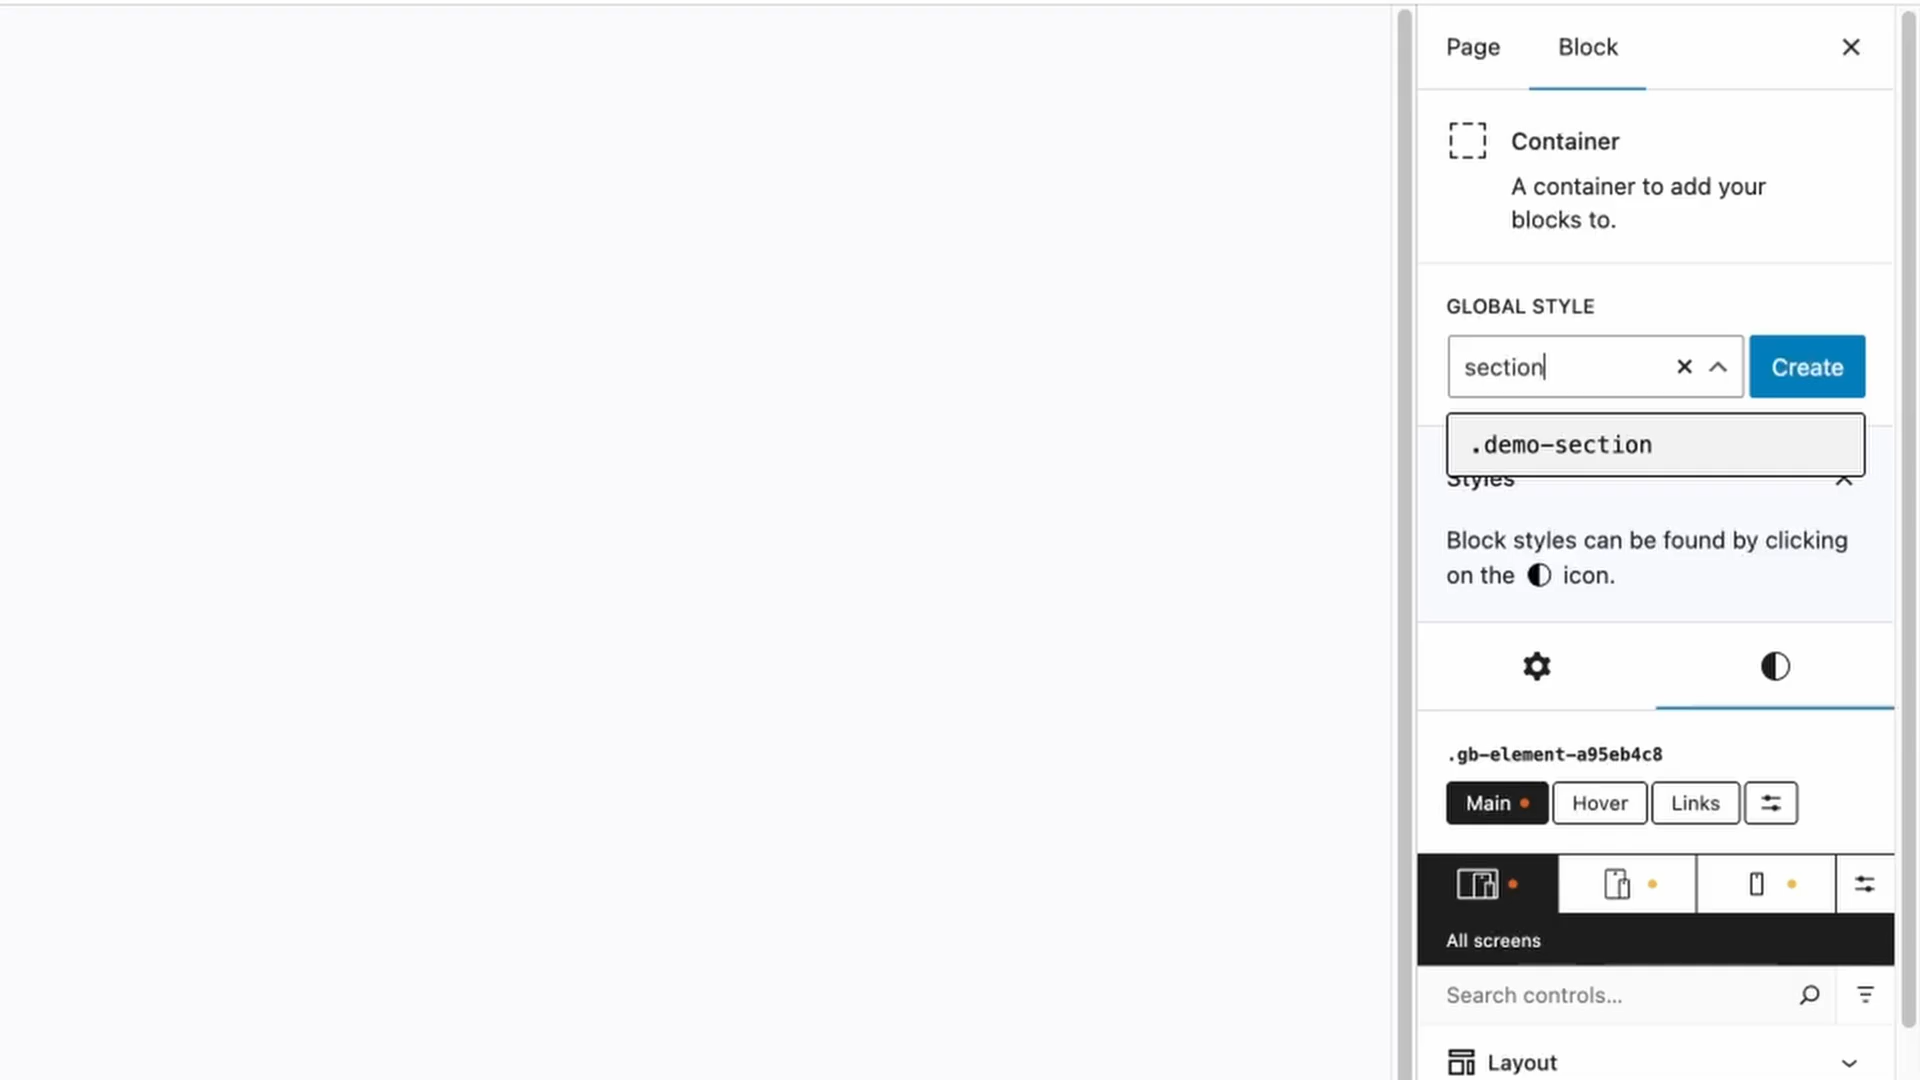 Page
Block
Container
A container to add your
blocks to.
GLOBAL STYLE
section
Create
.demo-section
Styles
Block styles can be found by clicking
on the icon.
.gb-element-a95eb4c8
Main
Hover
Links
All screens
Search controls...
Layout